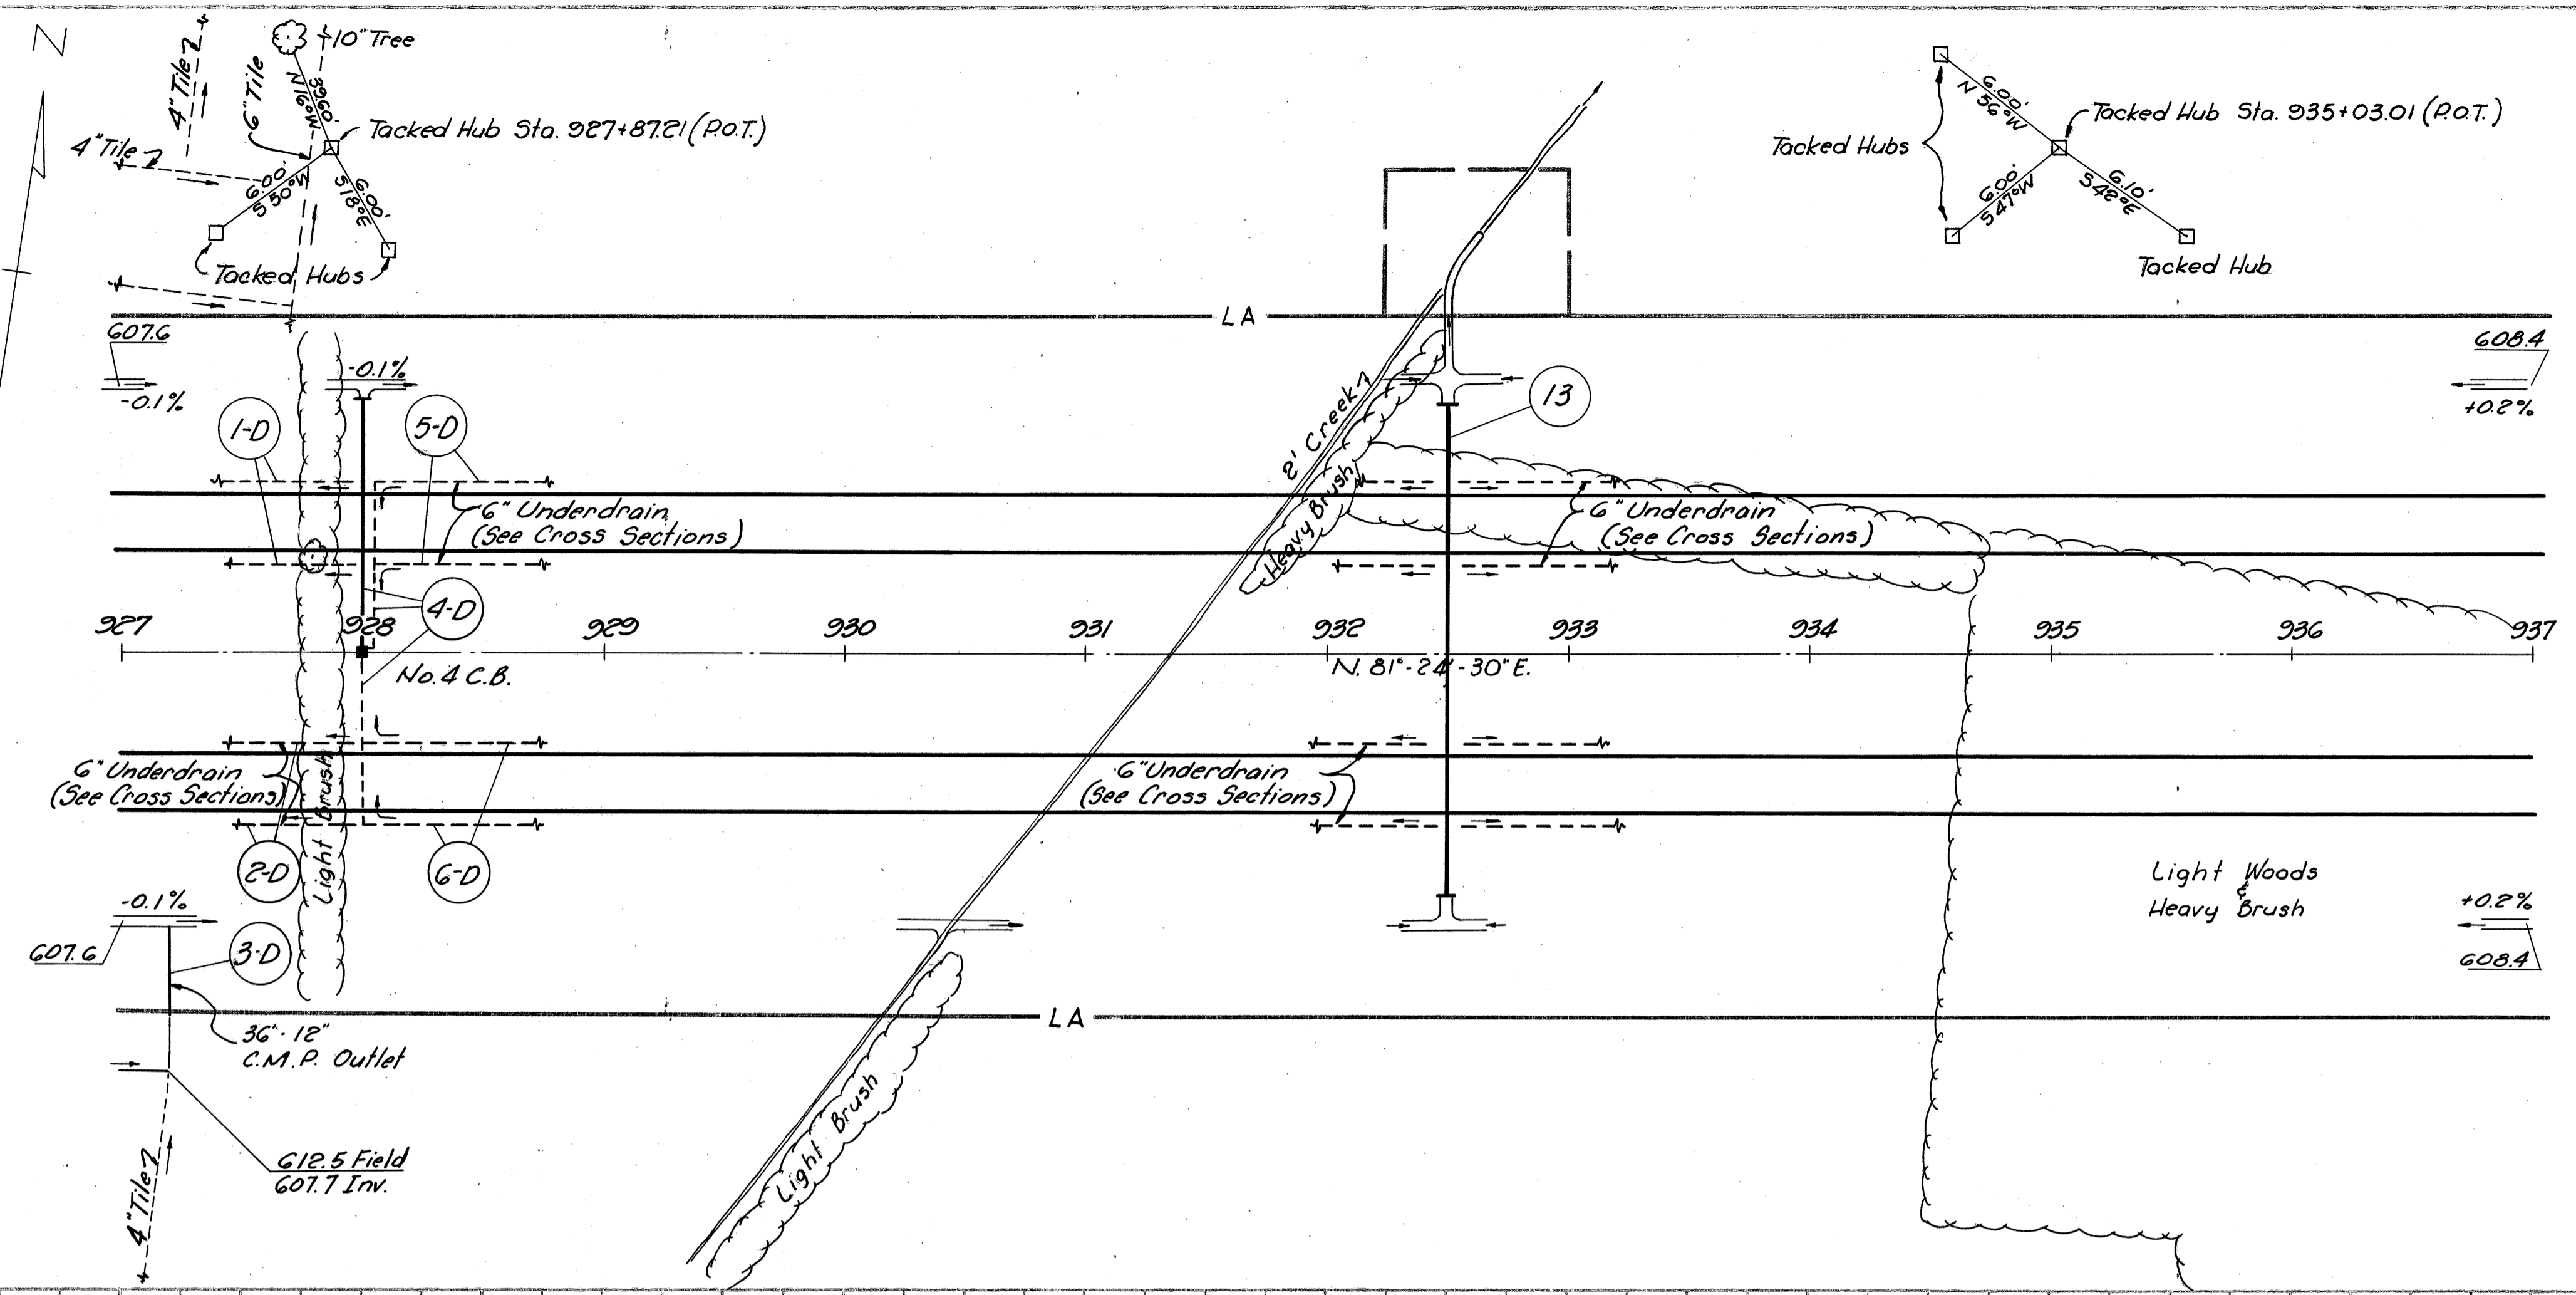 N
4" Tile
10" Tree
6" Tile
39.60'
N 16° W
Tacked Hub Sta. 927+87.21 (P.O.T.)
4" Tile
6.00'
S 50° W
6.00'
S 18° E
Tacked Hubs
6.00'
N 56° W
Tacked Hub Sta. 935+03.01 (P.O.T.)
Tacked Hubs
6.00'
S 47° W
6.10'
S 42° E
Tacked Hub
LA
607.6
-0.1%
-0.1%
608.4
+0.2%
1-D
5-D
13
2' Creek
Heavy Brush
6" Underdrain
(See Cross Sections)
6" Underdrain
(See Cross Sections)
4-D
927
928
929
930
931
932
933
934
935
936
937
No. 4 C.B.
N. 81°-24'-30" E.
6" Underdrain
(See Cross Sections)
6" Underdrain
(See Cross Sections)
Light Brush
2-D
6-D
-0.1%
607.6
3-D
Light Woods
&
Heavy Brush
+0.2%
608.4
LA
36'-12"
C.M.P. Outlet
Light Brush
612.5 Field
607.7 Inv.
4" Tile